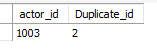 actor_id Duplicate_id
1003 2